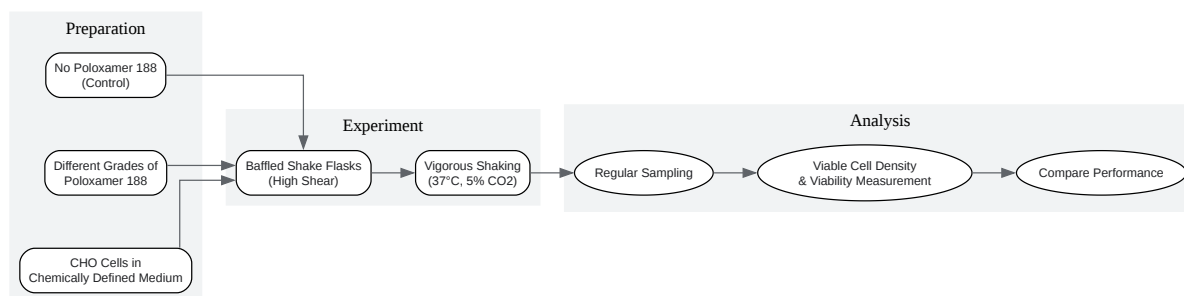 Preparation
No Poloxamer 188
(Control)
Different Grades of
Poloxamer 188
CHO Cells in
Chemically Defined Medium
Experiment
Baffled Shake Flasks
(High Shear)
Vigorous Shaking
(37°C, 5% CO2)
Analysis
Regular Sampling
Viable Cell Density
& Viability Measurement
Compare Performance